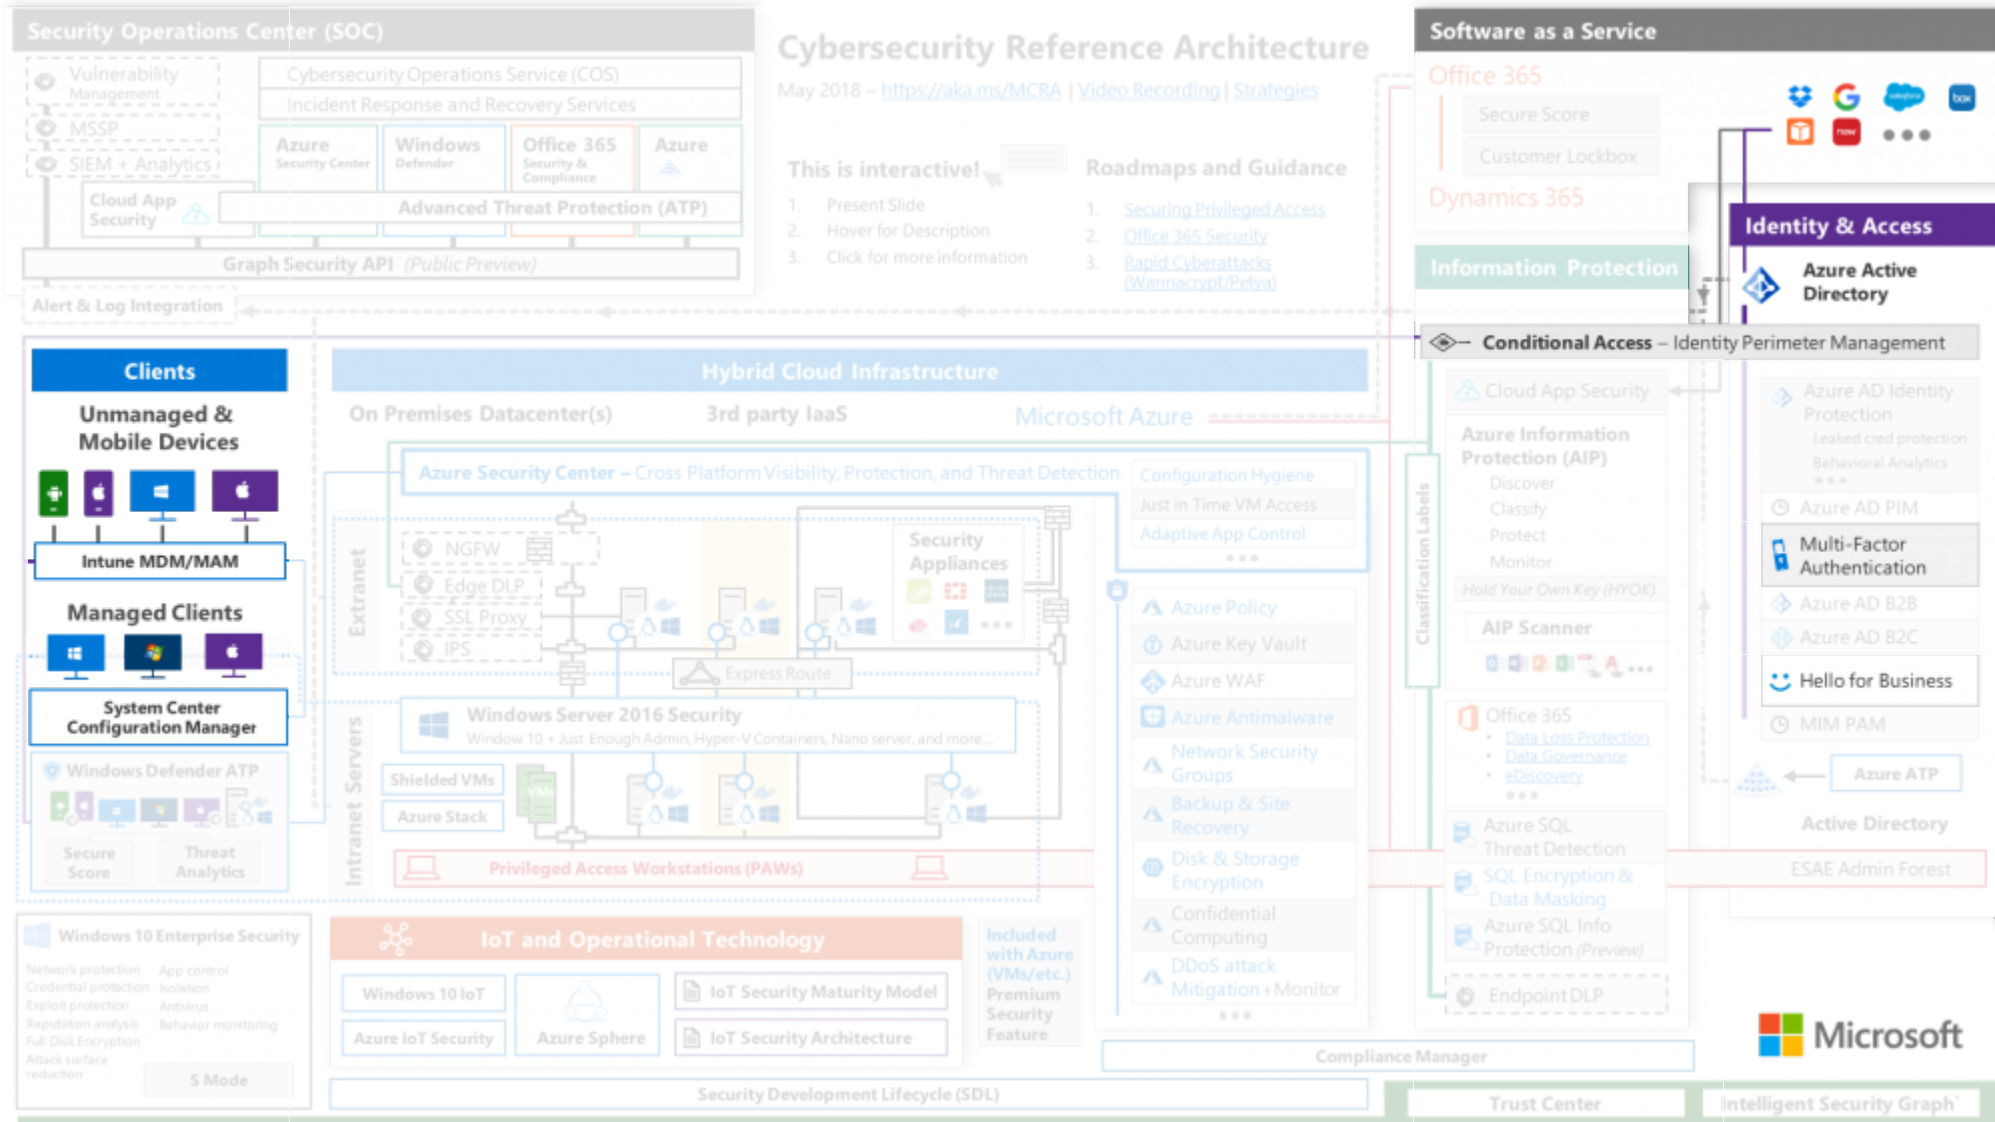 Security Operations Center (SOC)
Vulnerability
Management
MSSP
SIEM + Analytics
Cybersecurity Operations Service (COS)
Incident Response and Recovery Services
Azure
Security Center
Windows
Defender
Office 365
Security &
Compliance
Azure
Cloud App
Security
Advanced Threat Protection (ATP)
Graph Security API (Public Preview)
Alert & Log Integration
Cybersecurity Reference Architecture
May 2018 – https://aka.ms/MCRA | Video Recording | Strategies
This is interactive!
1. Present Slide
2. Hover for Description
3. Click for more information
Roadmaps and Guidance
1. Securing Privileged Access
2. Office 365 Security
3. Rapid Cyberattacks
(Wannacrypt/Petya)
Software as a Service
Office 365
Secure Score
Customer Lockbox
Dynamics 365
salesforce
box
now
Identity & Access
Azure Active
Directory
Information Protection
Conditional Access – Identity Perimeter Management
Clients
Unmanaged &
Mobile Devices
Intune MDM/MAM
Managed Clients
System Center
Configuration Manager
Windows Defender ATP
Secure
Score
Threat
Analytics
Hybrid Cloud Infrastructure
On Premises Datacenter(s)
3rd party IaaS
Microsoft Azure
Azure Security Center – Cross Platform Visibility, Protection, and Threat Detection
Configuration Hygiene
Just in Time VM Access
Adaptive App Control
Extranet
NGFW
Edge DLP
SSL Proxy
IPS
Security
Appliances
Express Route
Intranet Servers
Windows Server 2016 Security
Window 10 + Just Enough Admin, Hyper-V Containers, Nano server, and more...
Shielded VMs
Azure Stack
VMs
Privileged Access Workstations (PAWs)
Azure Policy
Azure Key Vault
Azure WAF
Azure Antimalware
Network Security
Groups
Backup & Site
Recovery
Disk & Storage
Encryption
Confidential
Computing
DDoS attack
Mitigation+Monitor
Classification Labels
Cloud App Security
Azure Information
Protection (AIP)
Discover
Classify
Protect
Monitor
Hold Your Own Key (HYOK)
AIP Scanner
Office 365
• Data Loss Protection
• Data Governance
• eDiscovery
Azure SQL
Threat Detection
SQL Encryption &
Data Masking
Azure SQL Info
Protection (Preview)
Endpoint DLP
Azure AD Identity
Protection
Leaked cred protection
Behavioral Analytics
Azure AD PIM
Multi-Factor
Authentication
Azure AD B2B
Azure AD B2C
Hello for Business
MIM PAM
Azure ATP
Active Directory
ESAE Admin Forest
Windows 10 Enterprise Security
Network protection
Credential protection
Exploit protection
Reputation analysis
Full Disk Encryption
Attack surface
reduction
App control
Isolation
Antivirus
Behavior monitoring
S Mode
IoT and Operational Technology
Windows 10 IoT
Azure IoT Security
Azure Sphere
IoT Security Maturity Model
IoT Security Architecture
Included
with Azure
(VMs/etc.)
Premium
Security
Feature
Microsoft
Compliance Manager
Security Development Lifecycle (SDL)
Trust Center
Intelligent Security Graph